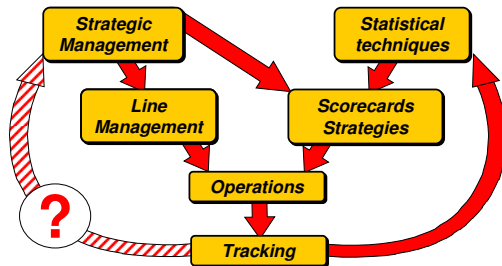 Strategic
Management
Statistical
techniques
Line
Management
Scorecards
Strategies
Operations
?
Tracking